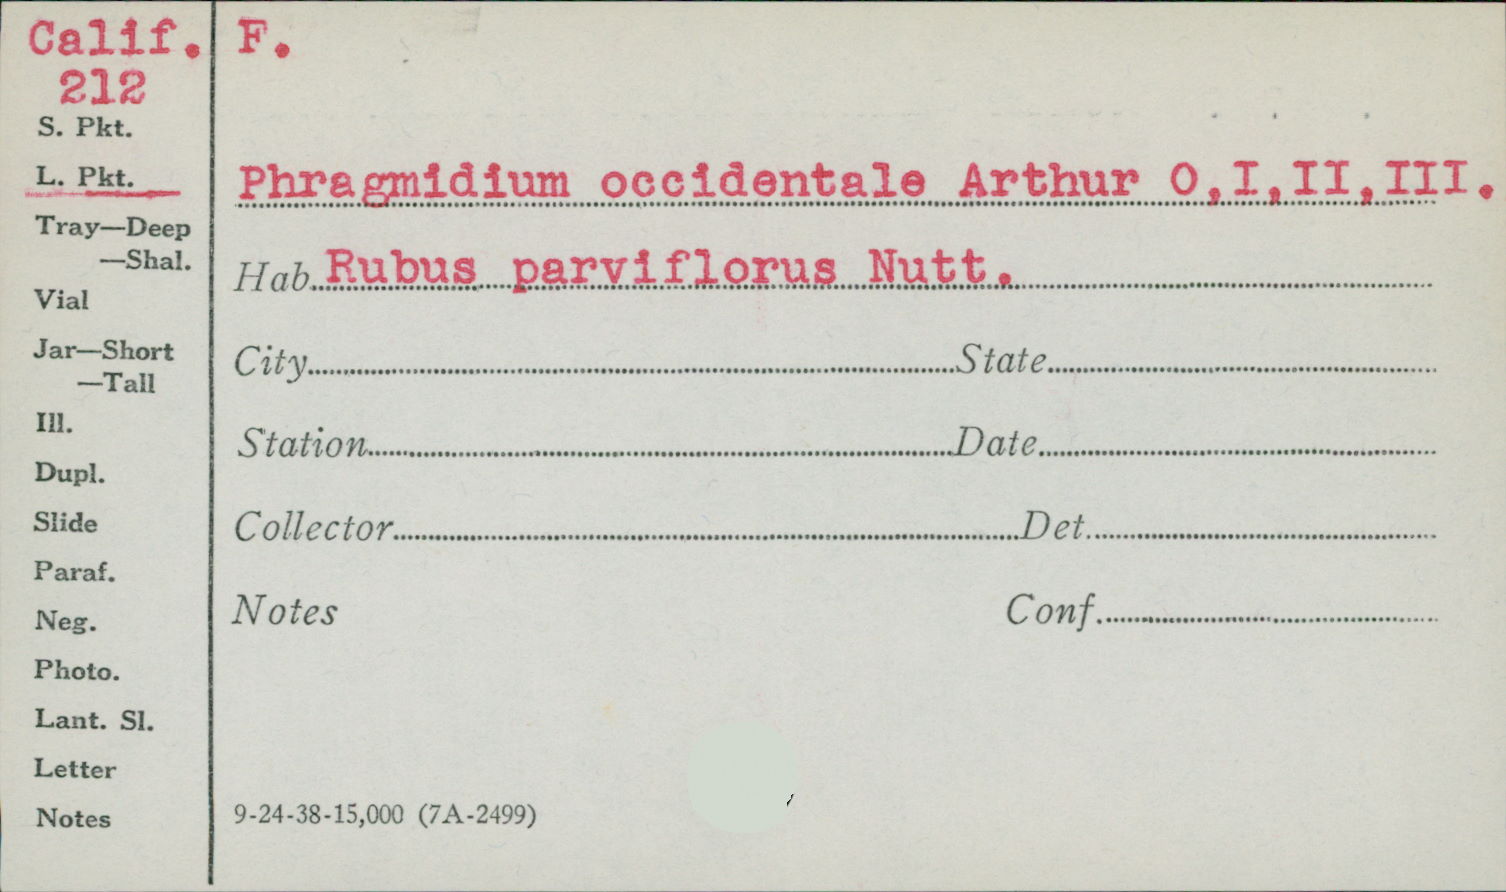 Calif. F.
212
S. Pkt.
L. Pkt. Phragmidium occidentale Arthur O,I,II,III.
Tray—Deep
—Shal.
Hab. Rubus parviflorus Nutt.
Vial
Jar—Short
City State
—Tall
Ill.
Station Date
Dupl.
Slide
Collector Det.
Paraf.
Neg.
Notes Conf.
Photo.
Lant. Sl.
Letter
Notes
9-24-38-15,000 (7A-2499)